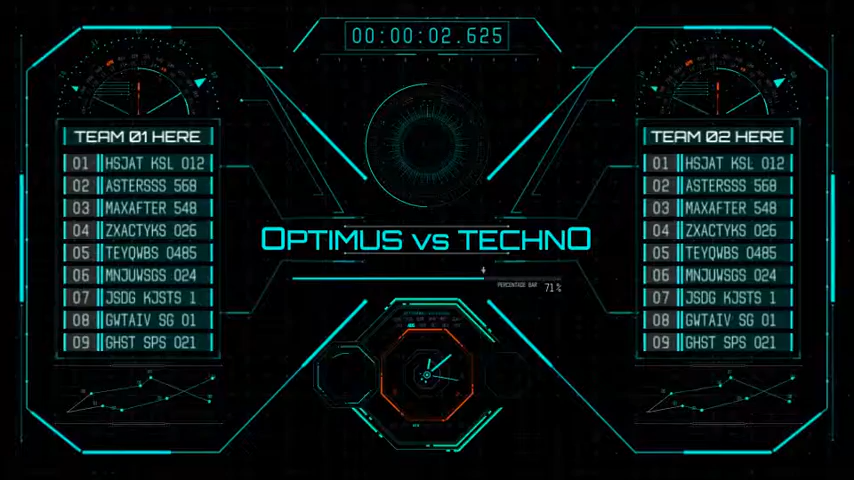 00:00:02.625
TEAM 01 HERE
01 HSJAT KSL 012
02 ASTERSSS 568
03 MAXAFTER 548
04 ZXACTYKS 026
05 TEYQWBS 0485
06 MNJUWSGS 024
07 JSDG KJSTS 1
08 GWTAIV SG 01
09 GHST SPS 021
OPTIMUS vs TECHNO
PERCENTAGE BAR 71%
TEAM 02 HERE
01 HSJAT KSL 012
02 ASTERSSS 568
03 MAXAFTER 548
04 ZXACTYKS 026
05 TEYQWBS 0485
06 MNJUWSGS 024
07 JSDG KJSTS 1
08 GWTAIV SG 01
09 GHST SPS 021